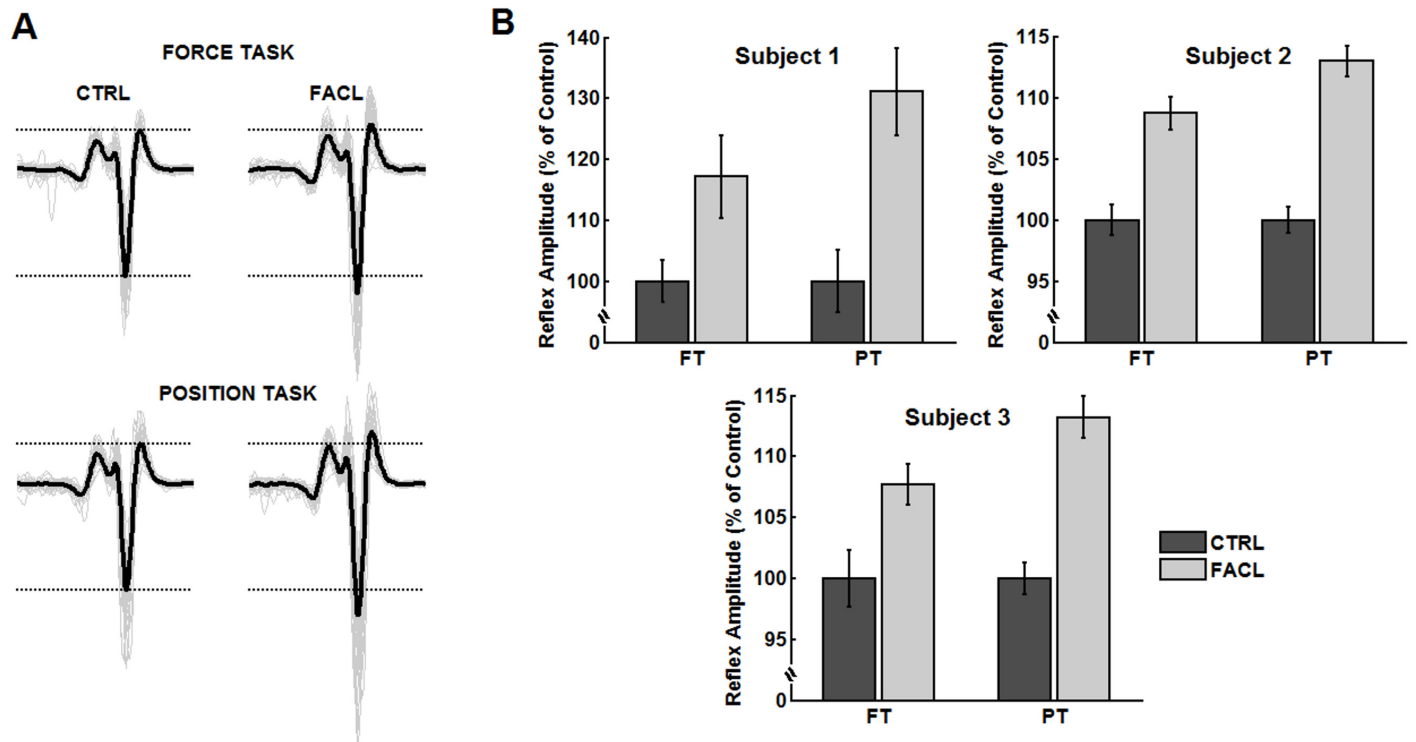 A
FORCE TASK
CTRL
FACL
POSITION TASK
B
Subject 1
Reflex Amplitude (% of Control)
140
130
120
110
100
0
FT
PT
Subject 2
Reflex Amplitude (% of Control)
115
110
105
100
95
0
FT
PT
Subject 3
Reflex Amplitude (% of Control)
115
110
105
100
95
0
FT
PT
CTRL
FACL